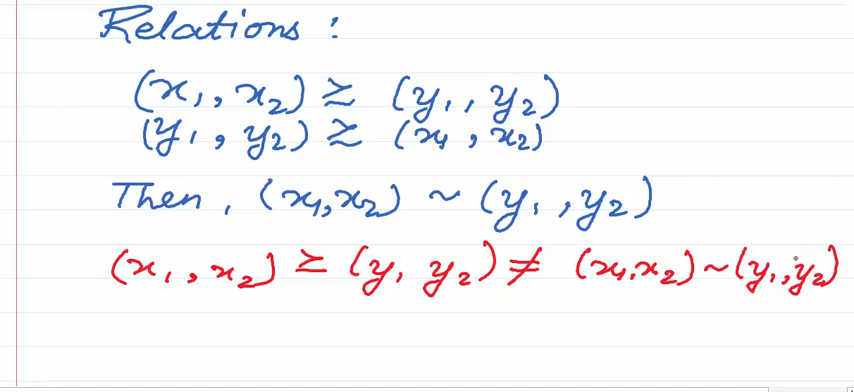 Relations :
(x₁, x₂) ≿ (y₁, y₂)
(y₁, y₂) ≿ (x₁, x₂)
Then, (x₁, x₂) ~ (y₁, y₂)
(x₁, x₂) ≿ (y₁ y₂) ≠ (x₁, x₂) ~ (y₁, y₂)